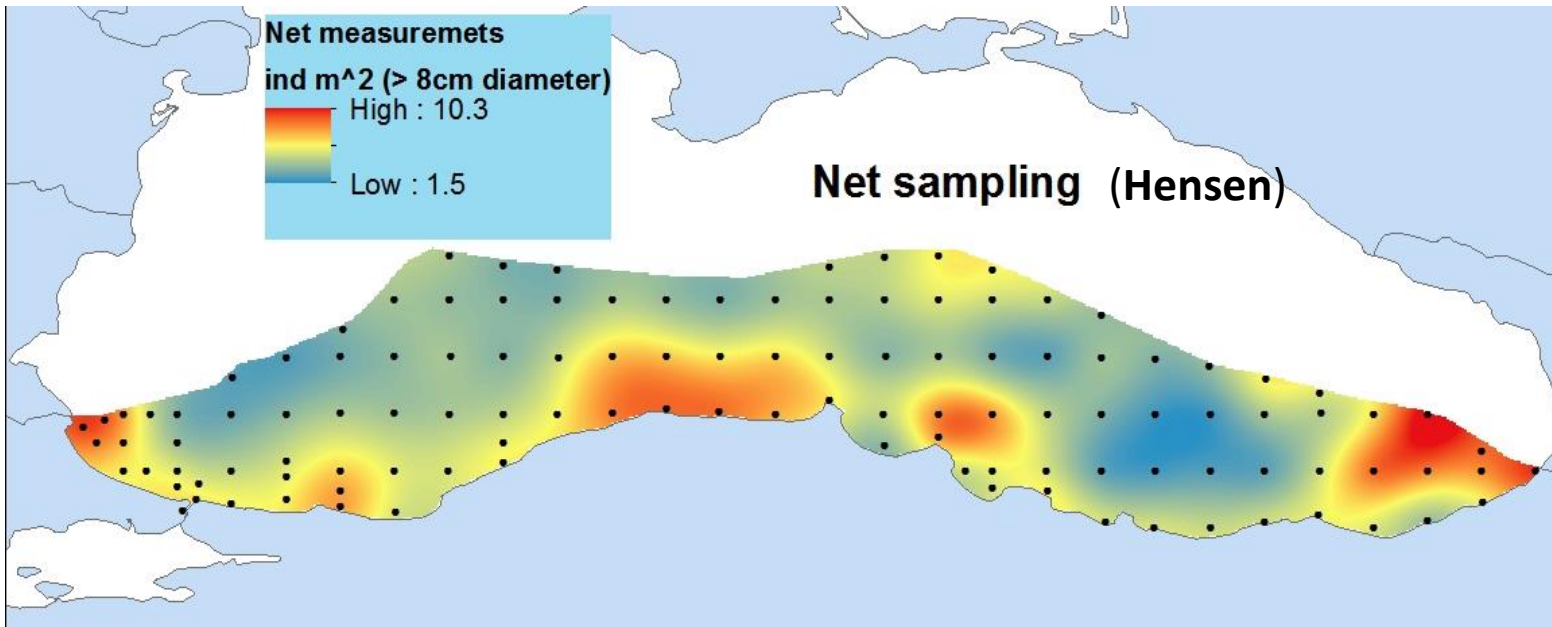 Net measuremets
ind m^2 (> 8cm diameter)
High : 10.3
Low : 1.5
Net sampling (Hensen)